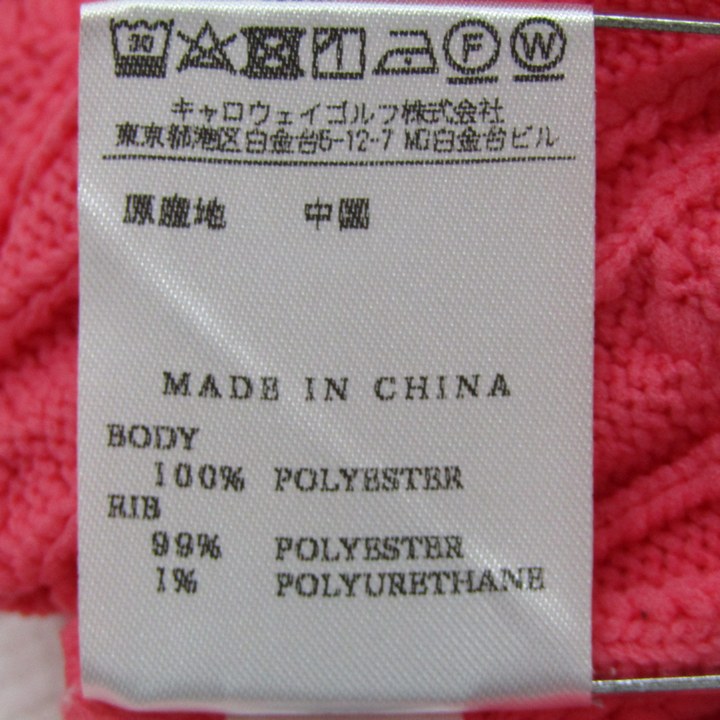 30 F W
キャロウェイゴルフ株式会社
東京都港区白金台5-12-7 MG白金台ビル
原産地 中国
MADE IN CHINA
BODY
100% POLYESTER
RIB
99% POLYESTER
1% POLYURETHANE